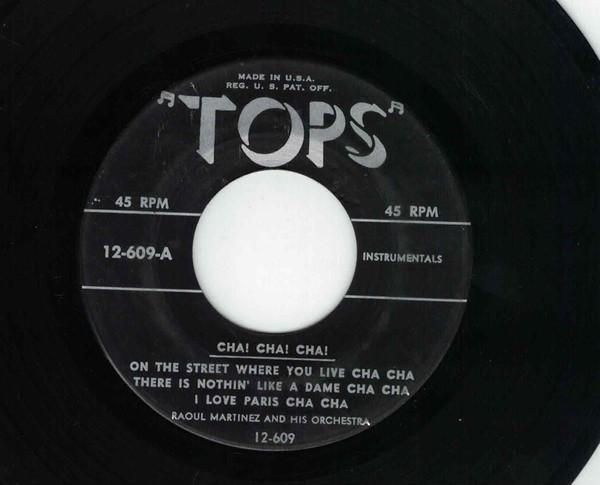 MADE IN U.S.A.
REG. U. S. PAT. OFF.
"TOPS"
45 RPM
45 RPM
12-609-A
INSTRUMENTALS
CHA! CHA! CHA!
ON THE STREET WHERE YOU LIVE CHA CHA
THERE IS NOTHIN' LIKE A DAME CHA CHA
I LOVE PARIS CHA CHA
RAOUL MARTINEZ AND HIS ORCHESTRA
12-609